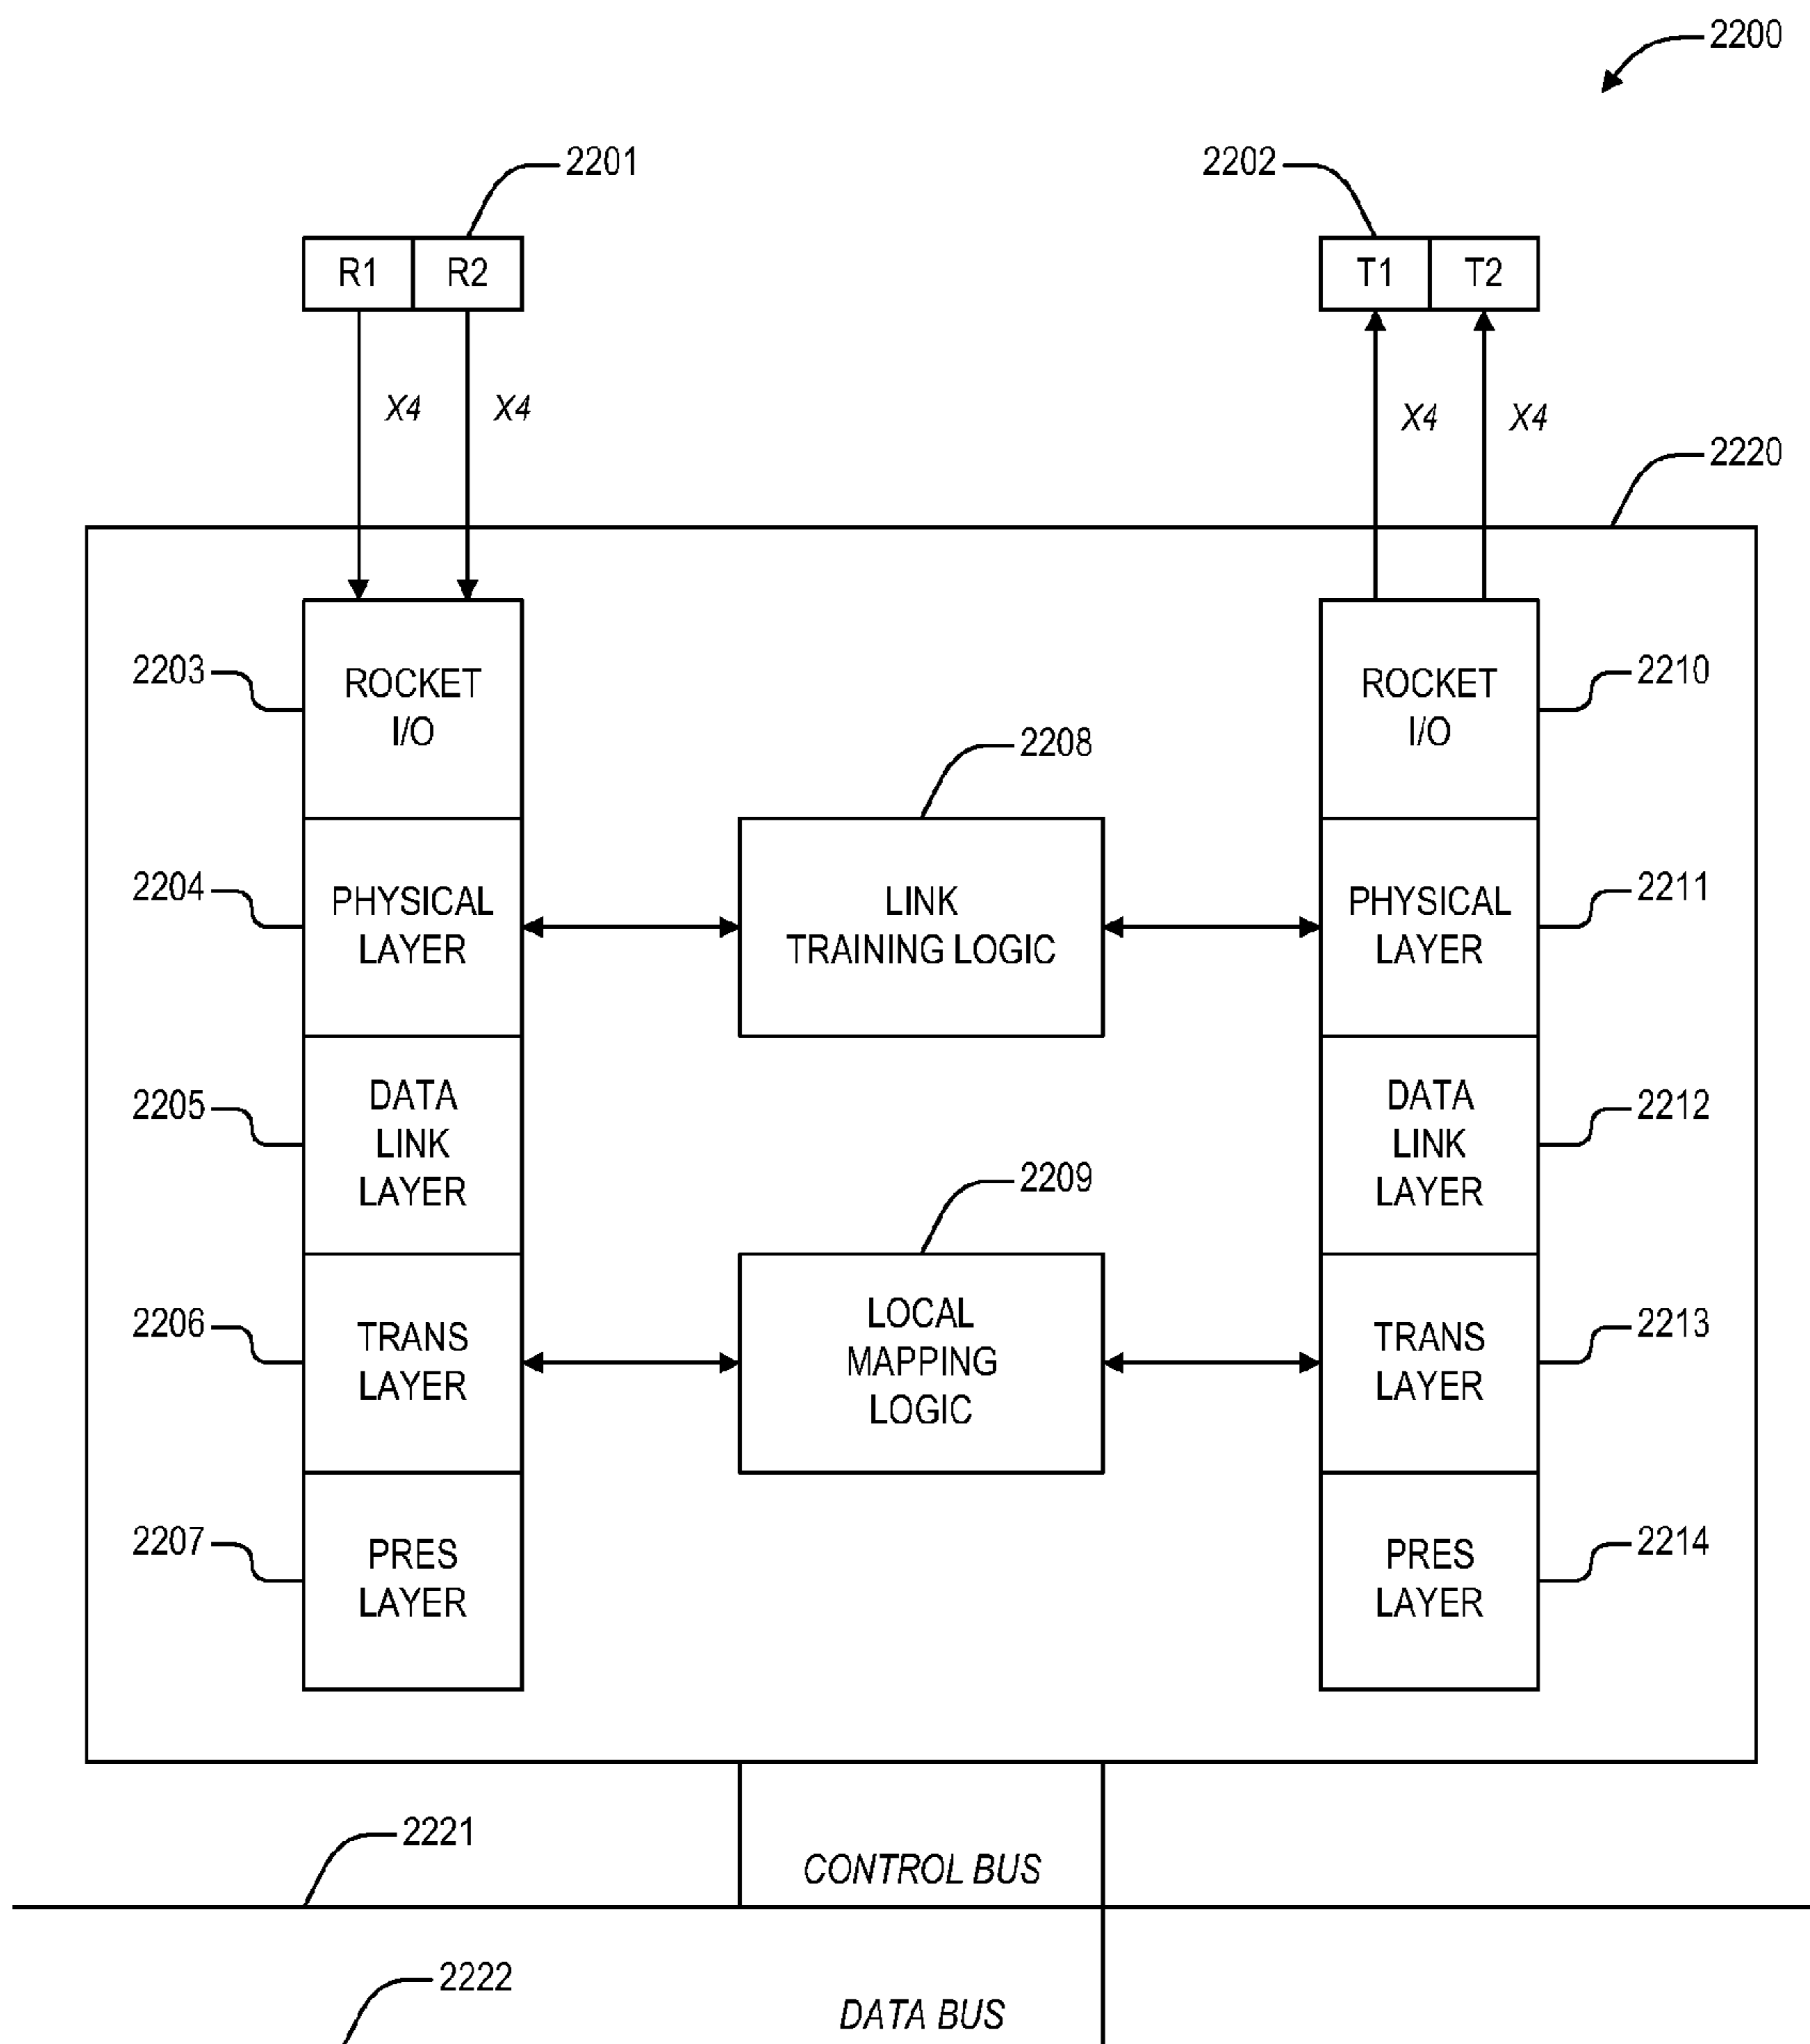 2200
2201
2202
R1 R2
T1 T2
X4 X4
X4 X4
2220
2203
ROCKET
I/O
ROCKET
I/O
2210
2208
2204
PHYSICAL
LAYER
LINK
TRAINING LOGIC
PHYSICAL
LAYER
2211
2205
DATA
LINK
LAYER
DATA
LINK
LAYER
2212
2209
2206
TRANS
LAYER
LOCAL
MAPPING
LOGIC
TRANS
LAYER
2213
2207
PRES
LAYER
PRES
LAYER
2214
2221
CONTROL BUS
2222
DATA BUS